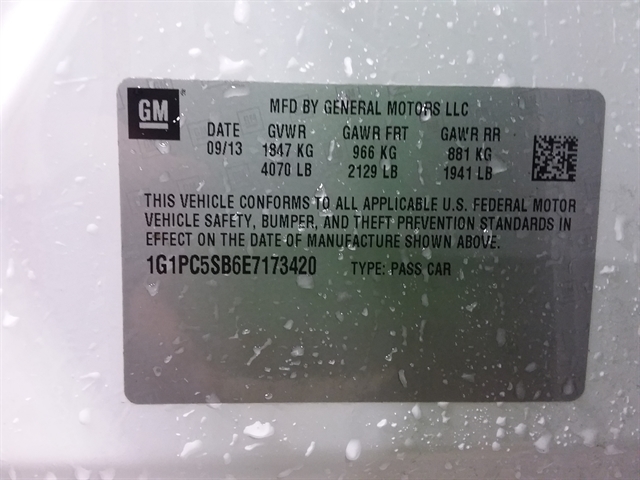 GM
MFD BY GENERAL MOTORS LLC
DATE GVWR GAWR FRT GAWR RR
09/13 1847 KG 966 KG 881 KG
4070 LB 2129 LB 1941 LB
THIS VEHICLE CONFORMS TO ALL APPLICABLE U.S. FEDERAL MOTOR
VEHICLE SAFETY, BUMPER, AND THEFT PREVENTION STANDARDS IN
EFFECT ON THE DATE OF MANUFACTURE SHOWN ABOVE.
1G1PC5SB6E7173420 TYPE: PASS CAR